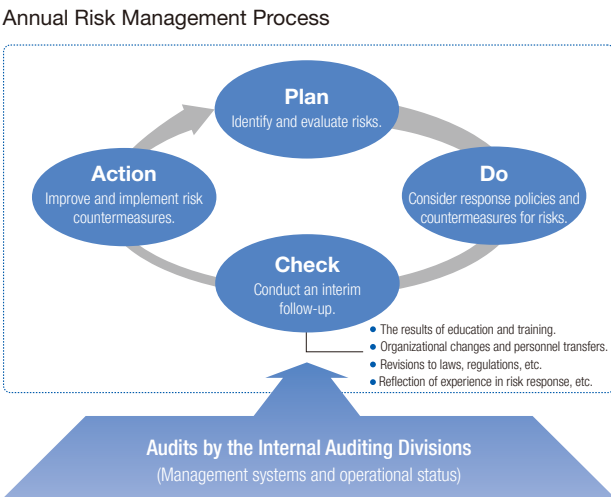 Annual Risk Management Process
Plan
Identify and evaluate risks.
Do
Consider response policies and
countermeasures for risks.
Check
Conduct an interim
follow-up.
Action
Improve and implement risk
countermeasures.
• The results of education and training.
• Organizational changes and personnel transfers.
• Revisions to laws, regulations, etc.
• Reflection of experience in risk response, etc.
Audits by the Internal Auditing Divisions
(Management systems and operational status)